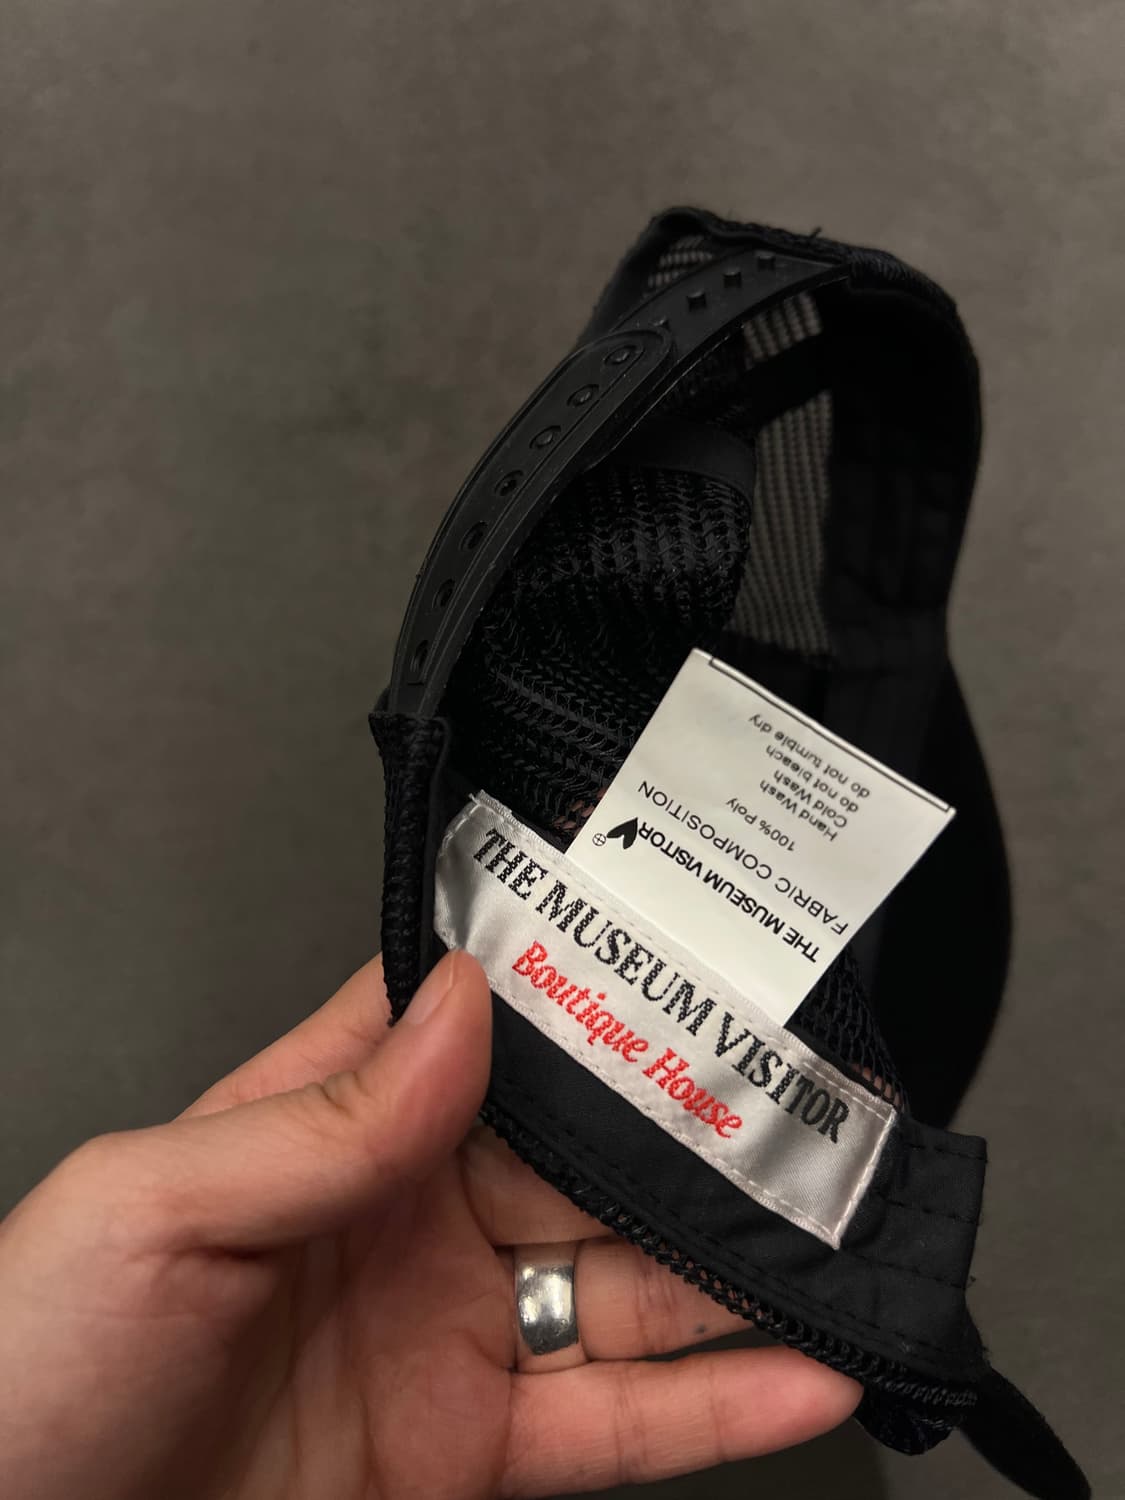 THE MUSEUM VISITOR
Boutique House
THE MUSEUM VISITOR
FABRIC COMPOSITION
100% Poly
Hand Wash
Cold Wash
do not bleach
do not tumble dry